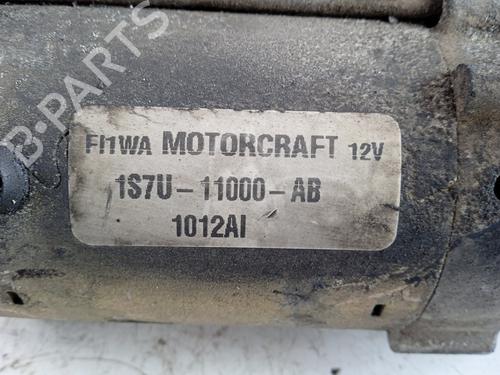 B-PARTS
FI1WA MOTORCRAFT 12V
1S7U-11000-AB
1012AI